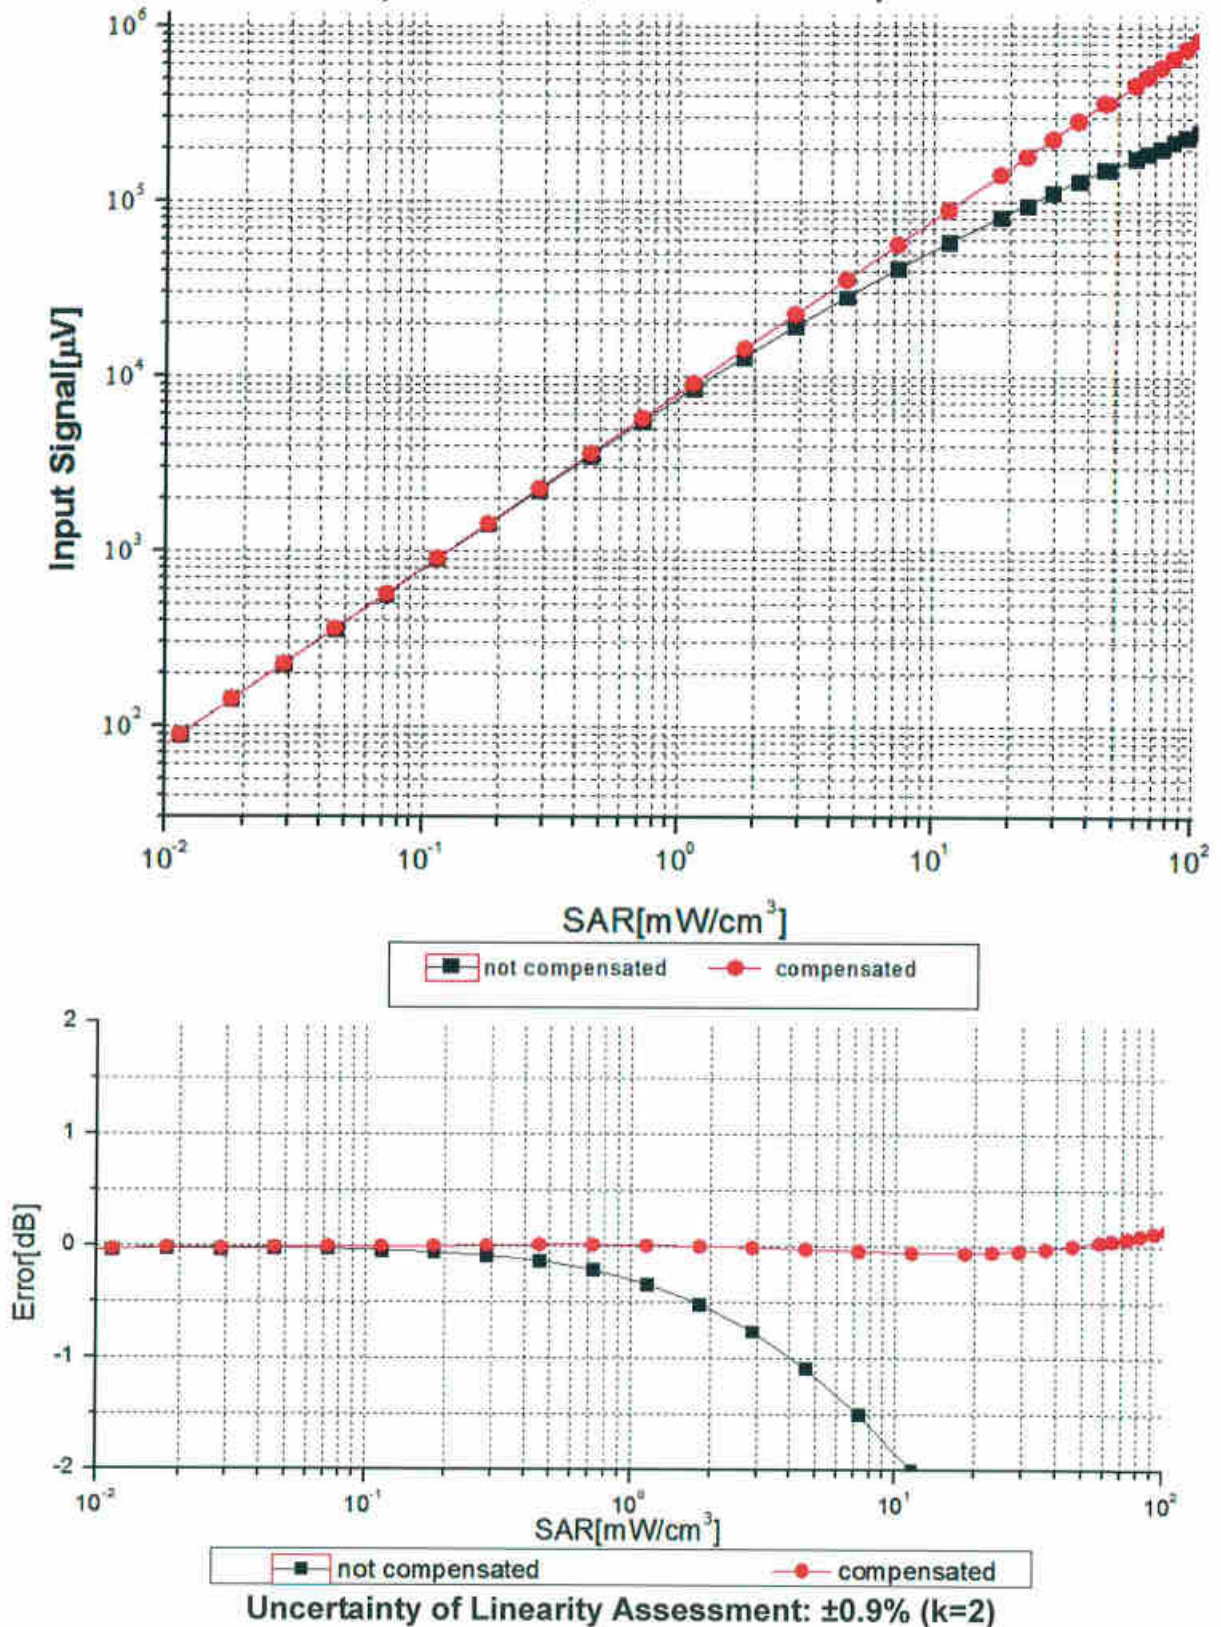 10^6
10^5
10^4
10^3
10^2
Input Signal[µV]
10^-2 10^-1 10^0 10^1 10^2
SAR[mW/cm^3]
not compensated compensated
2
1
0
-1
-2
Error[dB]
10^-2 10^-1 10^0 10^1 10^2
SAR[mW/cm^3]
not compensated compensated
Uncertainty of Linearity Assessment: ±0.9% (k=2)